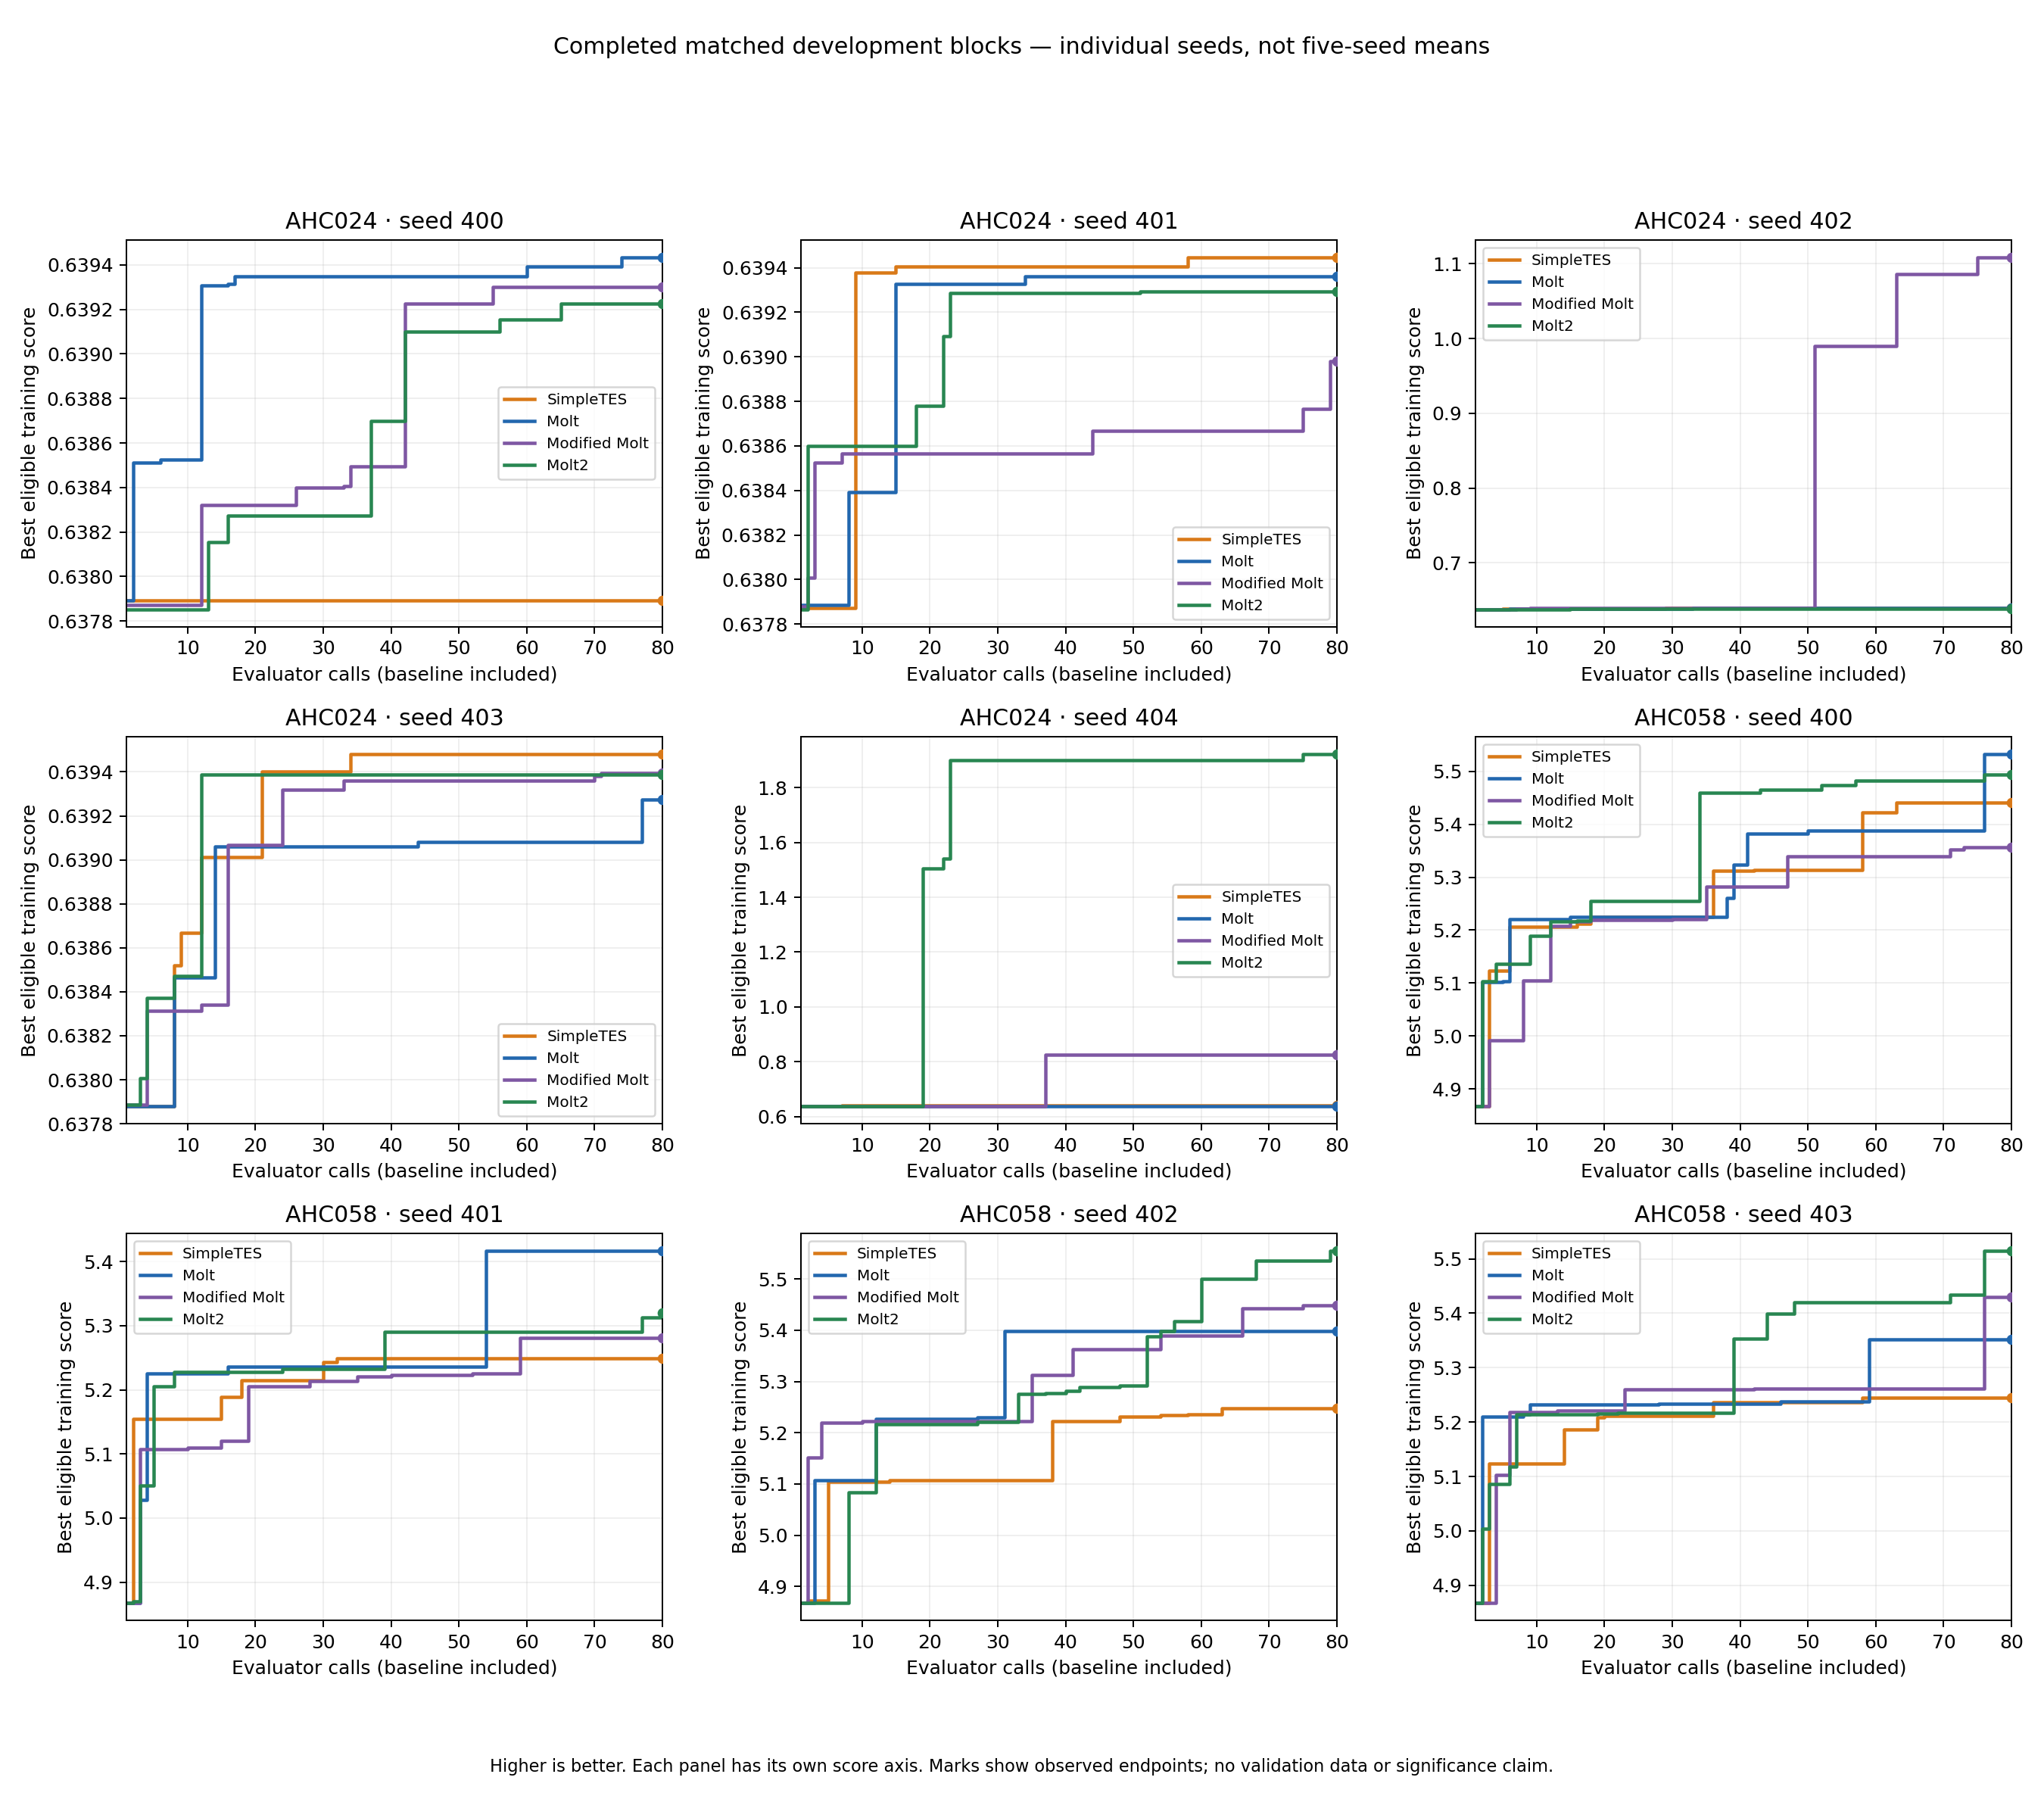 Completed matched development blocks — individual seeds, not five-seed means
AHC024 · seed 400
Best eligible training score
0.6394
0.6392
0.6390
0.6388
0.6386
0.6384
0.6382
0.6380
0.6378
SimpleTES
Molt
Modified Molt
Molt2
10 20 30 40 50 60 70 80
Evaluator calls (baseline included)
AHC024 · seed 401
Best eligible training score
0.6394
0.6392
0.6390
0.6388
0.6386
0.6384
0.6382
0.6380
0.6378
SimpleTES
Molt
Modified Molt
Molt2
10 20 30 40 50 60 70 80
Evaluator calls (baseline included)
AHC024 · seed 402
Best eligible training score
1.1
1.0
0.9
0.8
0.7
SimpleTES
Molt
Modified Molt
Molt2
10 20 30 40 50 60 70 80
Evaluator calls (baseline included)
AHC024 · seed 403
Best eligible training score
0.6394
0.6392
0.6390
0.6388
0.6386
0.6384
0.6382
0.6380
0.6378
SimpleTES
Molt
Modified Molt
Molt2
10 20 30 40 50 60 70 80
Evaluator calls (baseline included)
AHC024 · seed 404
Best eligible training score
1.8
1.6
1.4
1.2
1.0
0.8
0.6
SimpleTES
Molt
Modified Molt
Molt2
10 20 30 40 50 60 70 80
Evaluator calls (baseline included)
AHC058 · seed 400
Best eligible training score
5.5
5.4
5.3
5.2
5.1
5.0
4.9
SimpleTES
Molt
Modified Molt
Molt2
10 20 30 40 50 60 70 80
Evaluator calls (baseline included)
AHC058 · seed 401
Best eligible training score
5.4
5.3
5.2
5.1
5.0
4.9
SimpleTES
Molt
Modified Molt
Molt2
10 20 30 40 50 60 70 80
Evaluator calls (baseline included)
AHC058 · seed 402
Best eligible training score
5.5
5.4
5.3
5.2
5.1
5.0
4.9
SimpleTES
Molt
Modified Molt
Molt2
10 20 30 40 50 60 70 80
Evaluator calls (baseline included)
AHC058 · seed 403
Best eligible training score
5.5
5.4
5.3
5.2
5.1
5.0
4.9
SimpleTES
Molt
Modified Molt
Molt2
10 20 30 40 50 60 70 80
Evaluator calls (baseline included)
Higher is better. Each panel has its own score axis. Marks show observed endpoints; no validation data or significance claim.